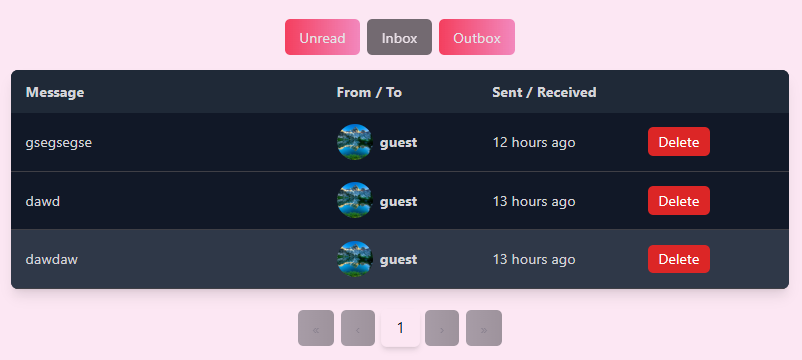 Unread Inbox Outbox
Message From / To Sent / Received
gsegsegse guest 12 hours ago Delete
dawd guest 13 hours ago Delete
dawdaw guest 13 hours ago Delete
« ‹ 1 › »